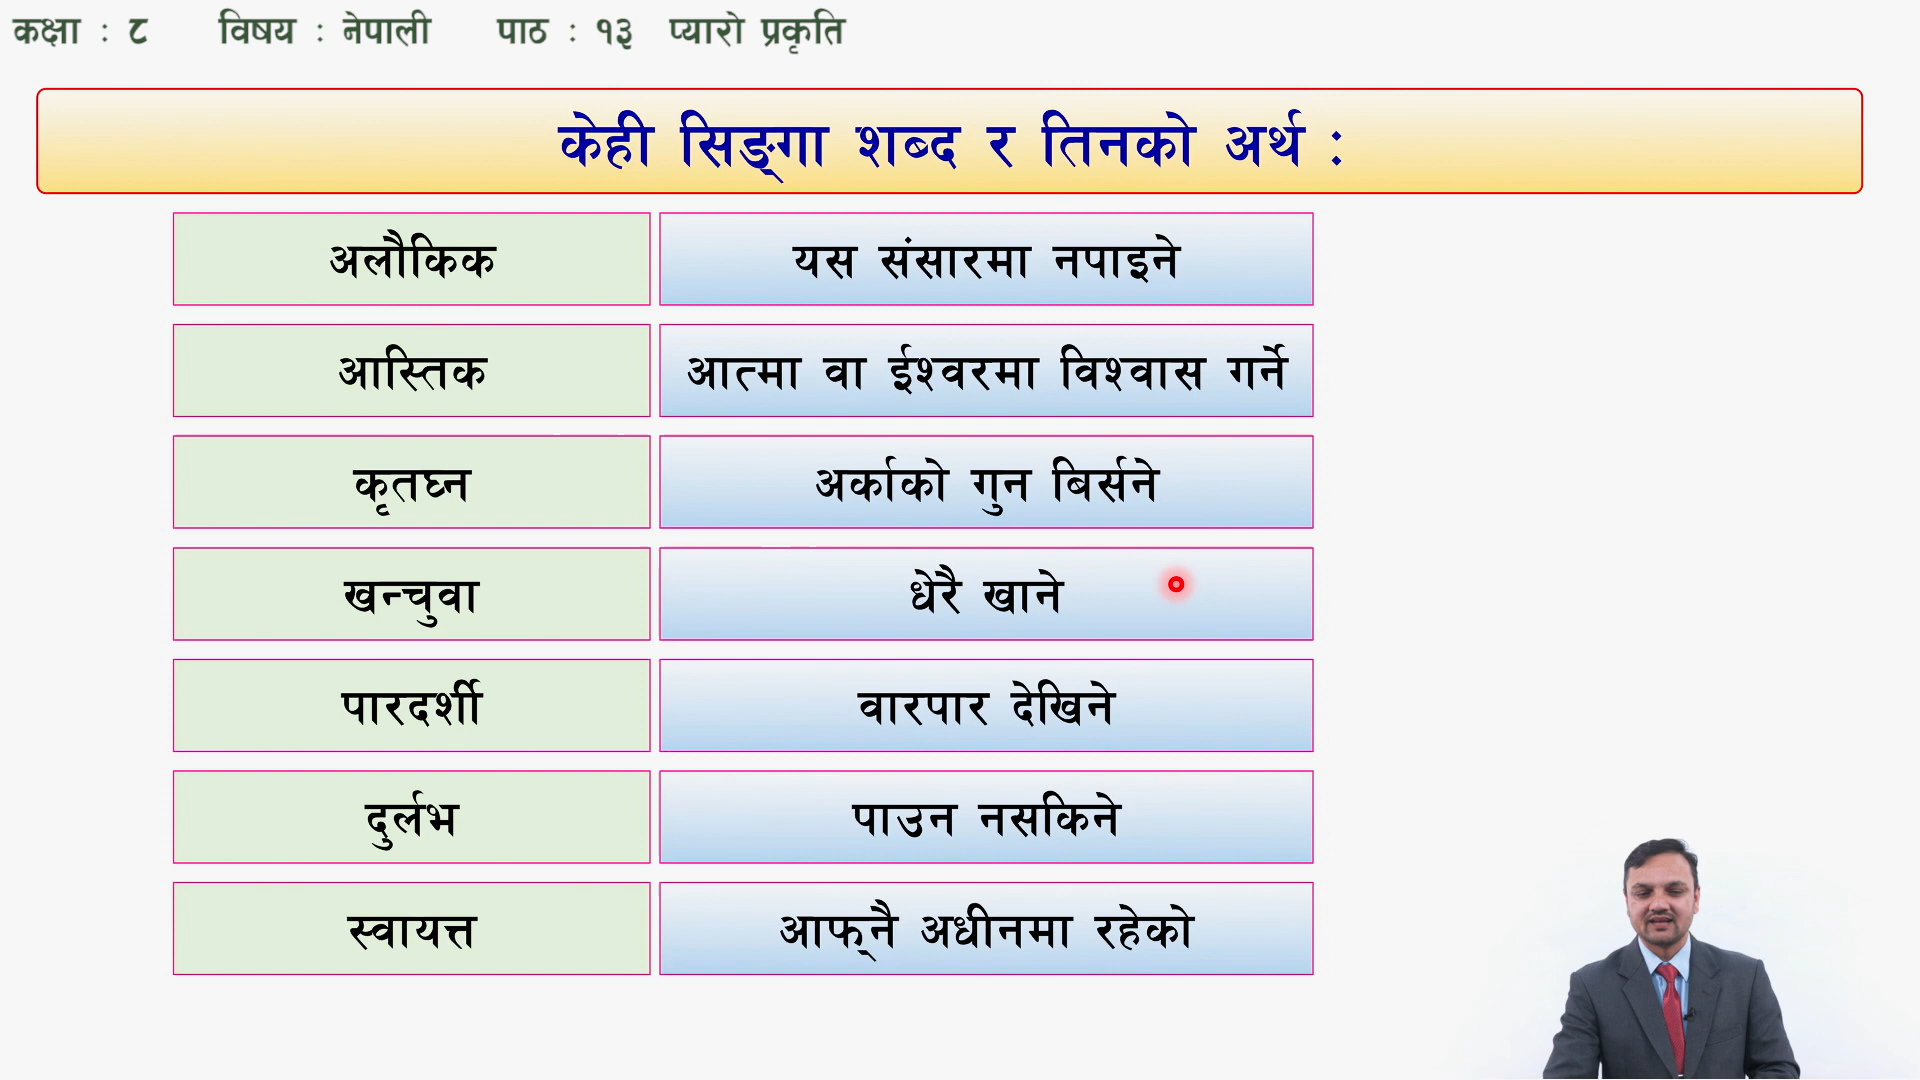 कक्षा : ८ विषय : नेपाली पाठ : १३ प्यारो प्रकृति
केही सिङ्गा शब्द र तिनको अर्थ :
अलौकिक यस संसारमा नपाइने
आस्तिक आत्मा वा ईश्वरमा विश्वास गर्ने
कृतघ्न अर्काको गुन बिर्सने
खन्चुवा धेरै खाने
पारदर्शी वारपार देखिने
दुर्लभ पाउन नसकिने
स्वायत्त आफ्नै अधीनमा रहेको